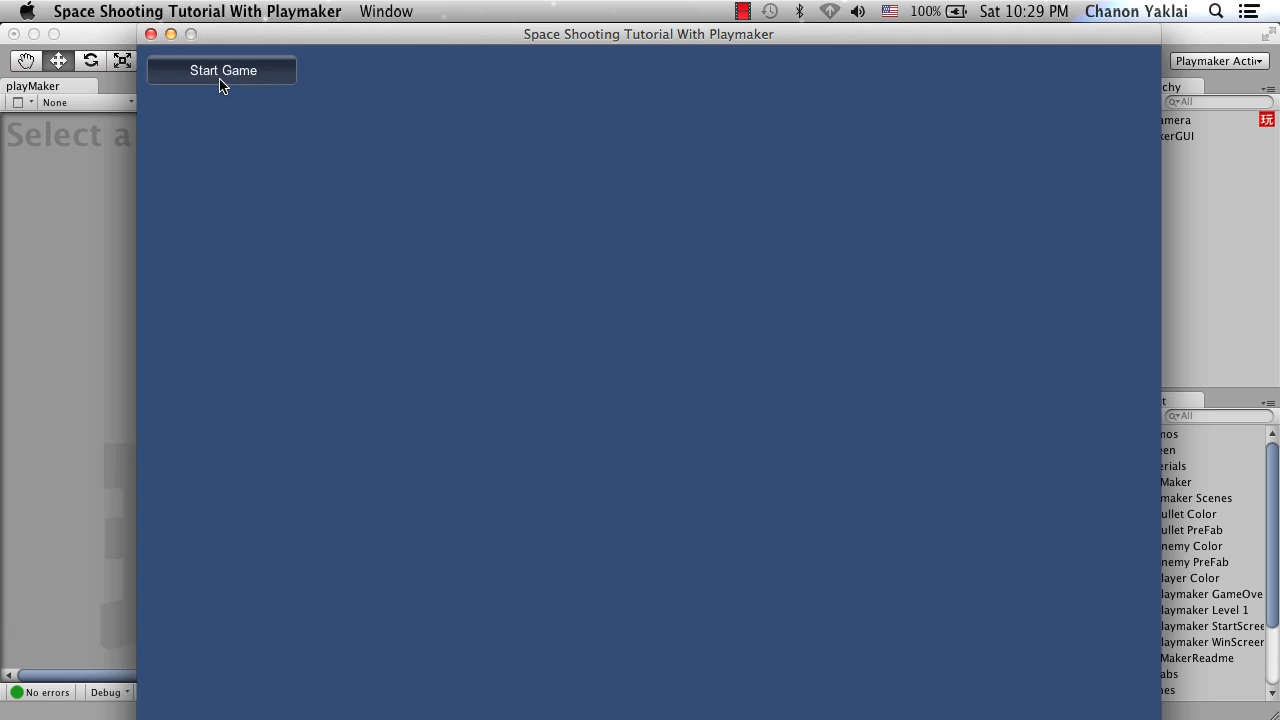 Space Shooting Tutorial With Playmaker Window 100% Sat 10:29 PM Chanon Yaklai
Space Shooting Tutorial With Playmaker
Start Game
Playmaker Acti
playMaker
chy
None
All
Select a
amera
玩
kerGUI
t
All
nos
een
erials
Maker
maker Scenes
ullet Color
ullet PreFab
nemy Color
nemy PreFab
layer Color
laymaker GameOve
laymaker Level 1
laymaker StartScree
laymaker WinScreen
MakerReadme
abs
nes
No errors
Debug